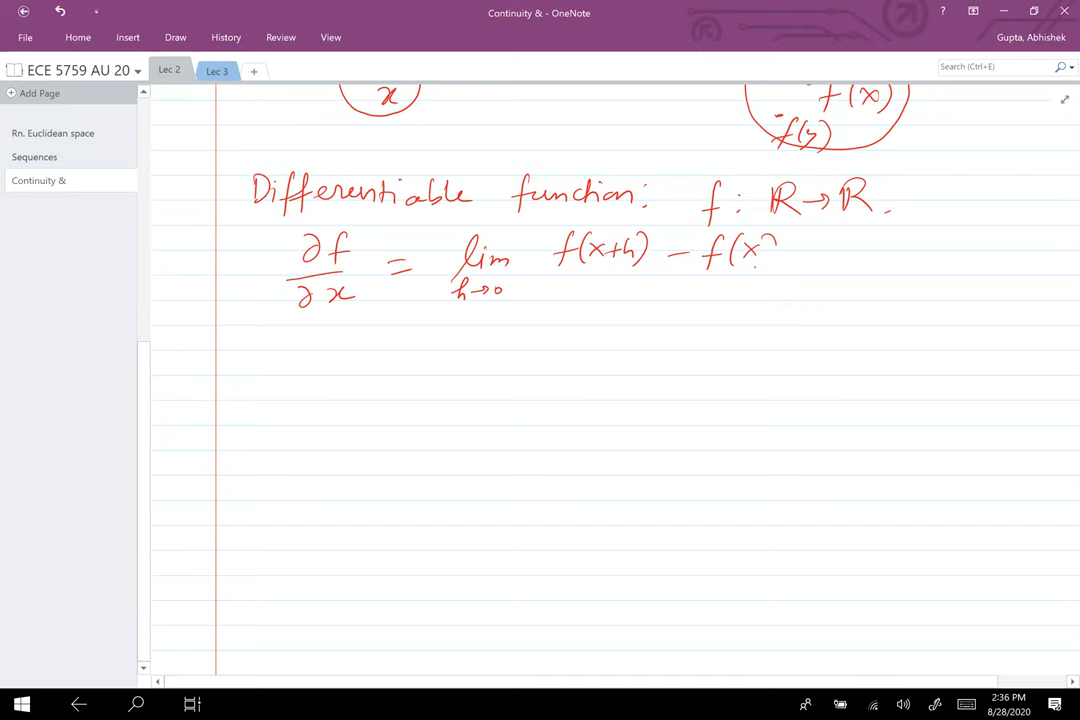 Continuity & - OneNote
?
File Home Insert Draw History Review View
Gupta, Abhishek
ECE 5759 AU 20
Lec 2
Lec 3
+
Search (Ctrl+E)
Add Page
Rn. Euclidean space
Sequences
Continuity &
x
f(x)
f(y)
Differentiable function: f: ℝ→ℝ.
∂f/∂x = lim h→0 f(x+h) - f(x)
2:36 PM
8/28/2020